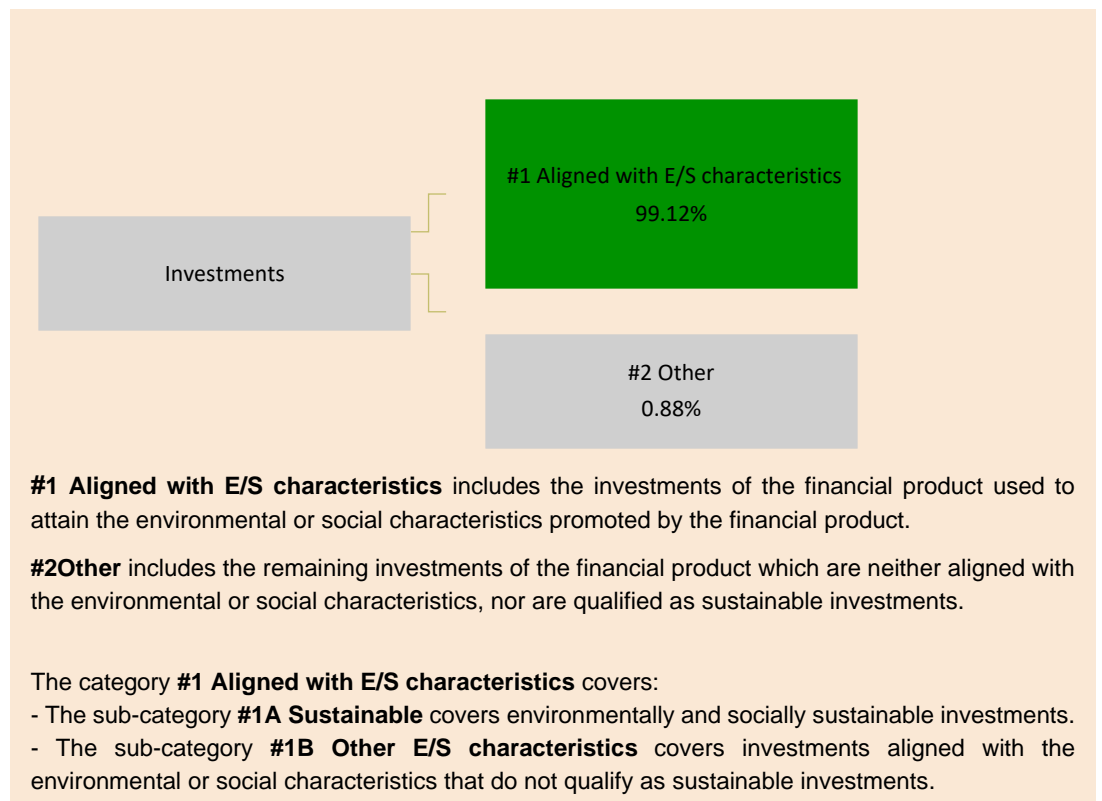 #1 Aligned with E/S characteristics
99.12%
Investments
#2 Other
0.88%
#1 Aligned with E/S characteristics includes the investments of the financial product used to
attain the environmental or social characteristics promoted by the financial product.
#2Other includes the remaining investments of the financial product which are neither aligned with
the environmental or social characteristics, nor are qualified as sustainable investments.
The category #1 Aligned with E/S characteristics covers:
- The sub-category #1A Sustainable covers environmentally and socially sustainable investments.
- The sub-category #1B Other E/S characteristics covers investments aligned with the
environmental or social characteristics that do not qualify as sustainable investments.